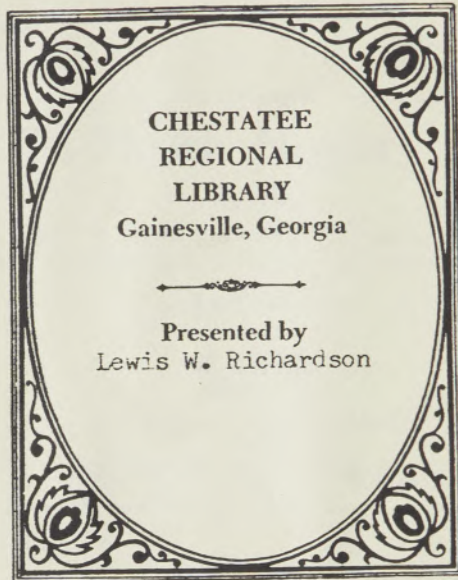 CHESTATEE
REGIONAL
LIBRARY
Gainesville, Georgia
Presented by
Lewis W. Richardson